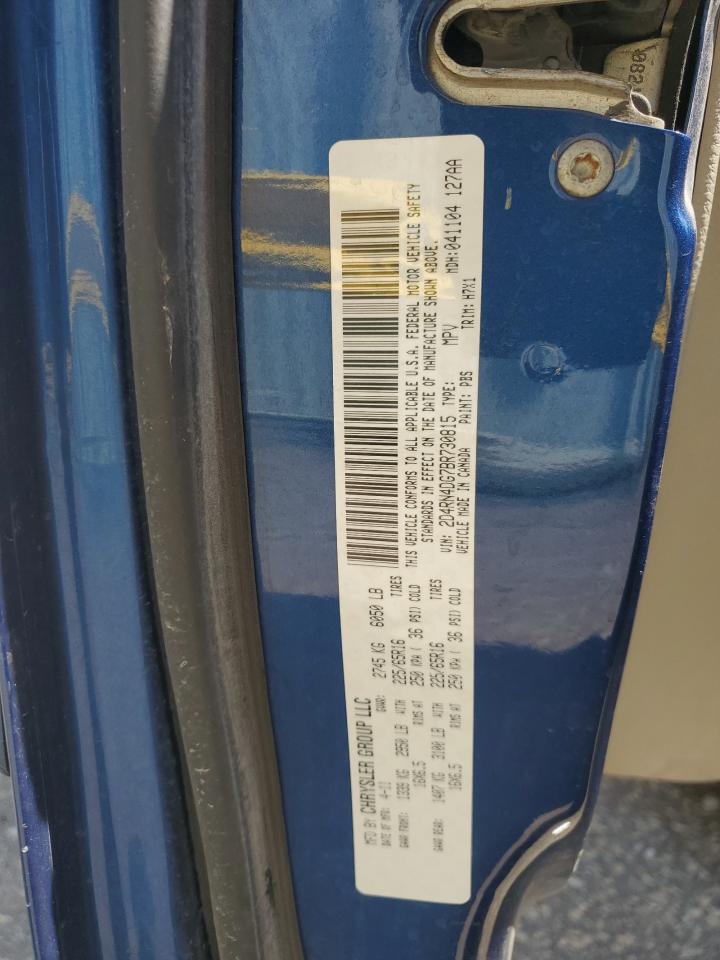 MFD BY CHRYSLER GROUP LLC
DATE OF MFG: 4-11 GVWR: 2745 KG 6050 LB
GAWR FRONT: 1339 KG 2950 LB WITH 225/65R16 TIRES
16X6.5 RIMS AT 250 KPA ( 36 PSI) COLD
GAWR REAR: 1407 KG 3100 LB WITH 225/65R16 TIRES
16X6.5 RIMS AT 250 KPA ( 36 PSI) COLD
THIS VEHICLE CONFORMS TO ALL APPLICABLE U.S.A. FEDERAL MOTOR VEHICLE SAFETY
STANDARDS IN EFFECT ON THE DATE OF MANUFACTURE SHOWN ABOVE.
VIN: 2D4RN4DG7BR730815 TYPE: MPV MDH: 041104 127AA
VEHICLE MADE IN CANADA PAINT: PBS TRIM: H7X1
082